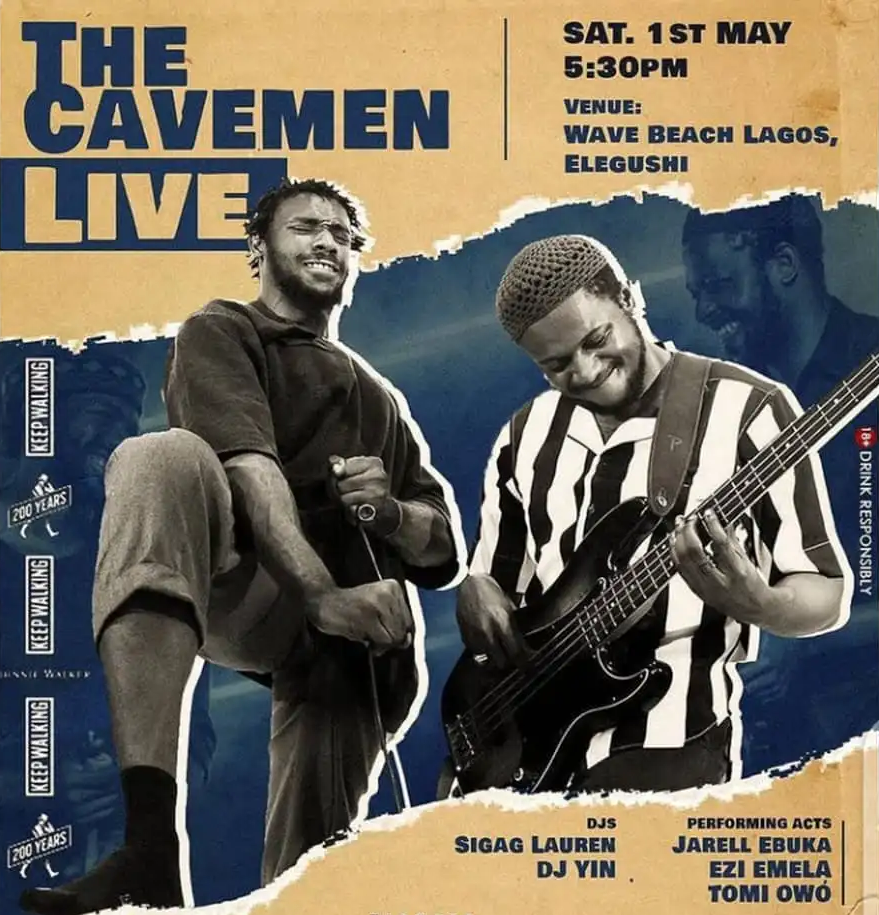 THE
CAVEMEN
LIVE
SAT. 1ST MAY
5:30PM
VENUE:
WAVE BEACH LAGOS,
ELEGUSHI
KEEP WALKING
200 YEARS
KEEP WALKING
JOHNNIE WALKER
KEEP WALKING
200 YEARS
18+ DRINK RESPONSIBLY
P
DJS
SIGAG LAUREN
DJ YIN
PERFORMING ACTS
JARELL EBUKA
EZI EMELA
TOMI OWÓ